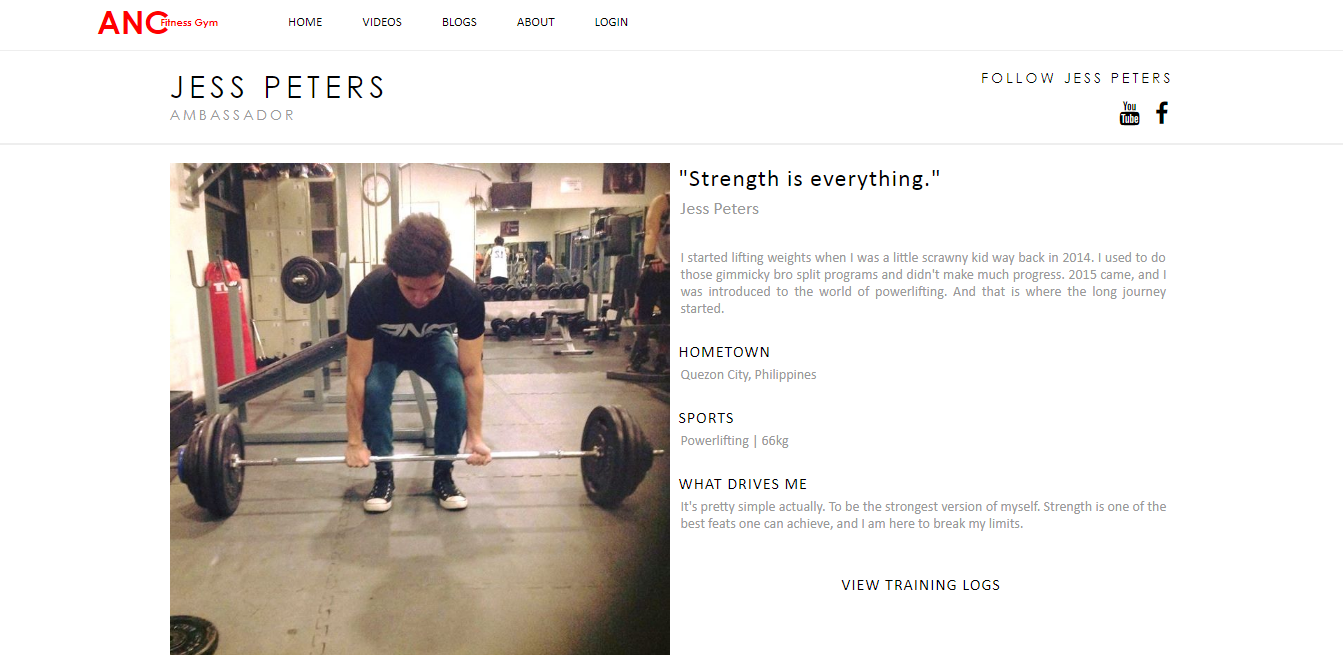 ANC Fitness Gym
HOME VIDEOS BLOGS ABOUT LOGIN
JESS PETERS
AMBASSADOR
FOLLOW JESS PETERS
You
Tube
"Strength is everything."
Jess Peters
I started lifting weights when I was a little scrawny kid way back in 2014. I used to do
those gimmicky bro split programs and didn't make much progress. 2015 came, and I
was introduced to the world of powerlifting. And that is where the long journey
started.
HOMETOWN
Quezon City, Philippines
SPORTS
Powerlifting | 66kg
WHAT DRIVES ME
It's pretty simple actually. To be the strongest version of myself. Strength is one of the
best feats one can achieve, and I am here to break my limits.
VIEW TRAINING LOGS